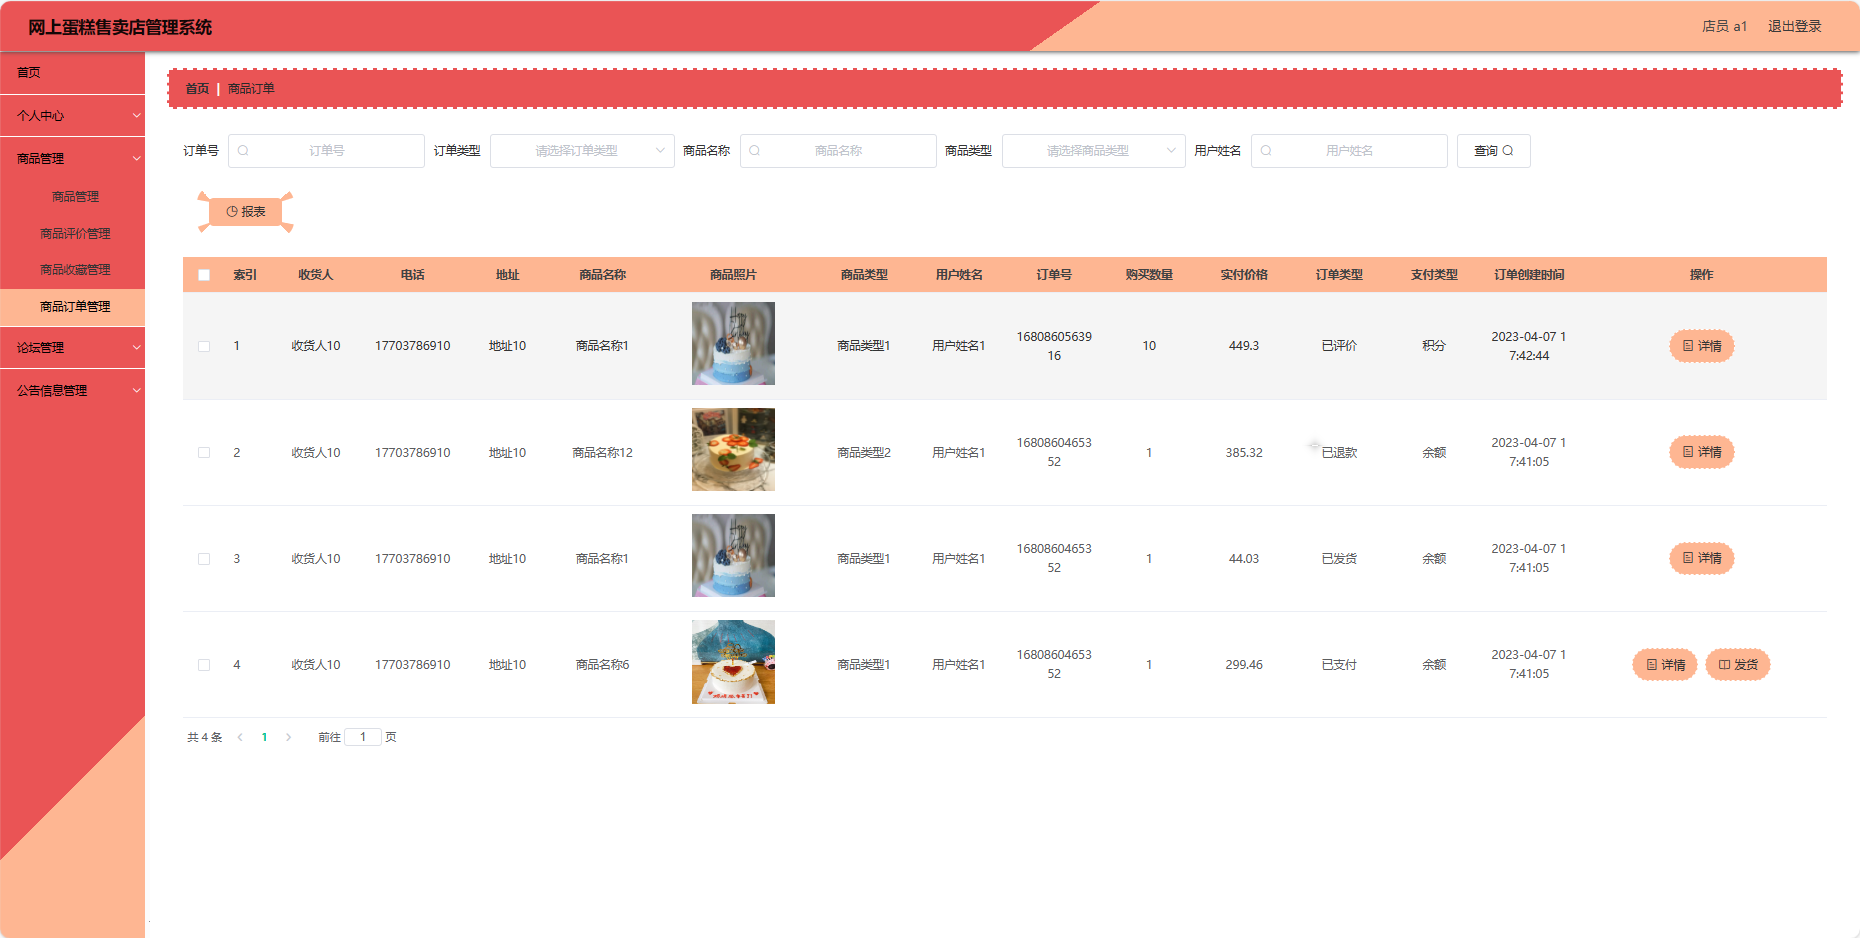 网上蛋糕售卖店管理系统
店员 a1 退出登录
首页
个人中心
商品管理
商品管理
商品评价管理
商品收藏管理
商品订单管理
论坛管理
公告信息管理
首页 | 商品订单
订单号 订单号 订单类型 请选择订单类型 商品名称 商品名称 商品类型 请选择商品类型 用户姓名 用户姓名 查询
报表
索引 收货人 电话 地址 商品名称 商品照片 商品类型 用户姓名 订单号 购买数量 实付价格 订单类型 支付类型 订单创建时间 操作
1 收货人10 17703786910 地址10 商品名称1 商品类型1 用户姓名1 16808605639 10 449.3 已评价 积分 2023-04-07 1 详情
16 7:42:44
2 收货人10 17703786910 地址10 商品名称12 商品类型2 用户姓名1 16808604653 1 385.32 已退款 余额 2023-04-07 1 详情
52 7:41:05
3 收货人10 17703786910 地址10 商品名称1 商品类型1 用户姓名1 16808604653 1 44.03 已发货 余额 2023-04-07 1 详情
52 7:41:05
4 收货人10 17703786910 地址10 商品名称6 商品类型1 用户姓名1 16808604653 1 299.46 已支付 余额 2023-04-07 1 详情 发货
52 7:41:05
共 4 条 1 前往 1 页